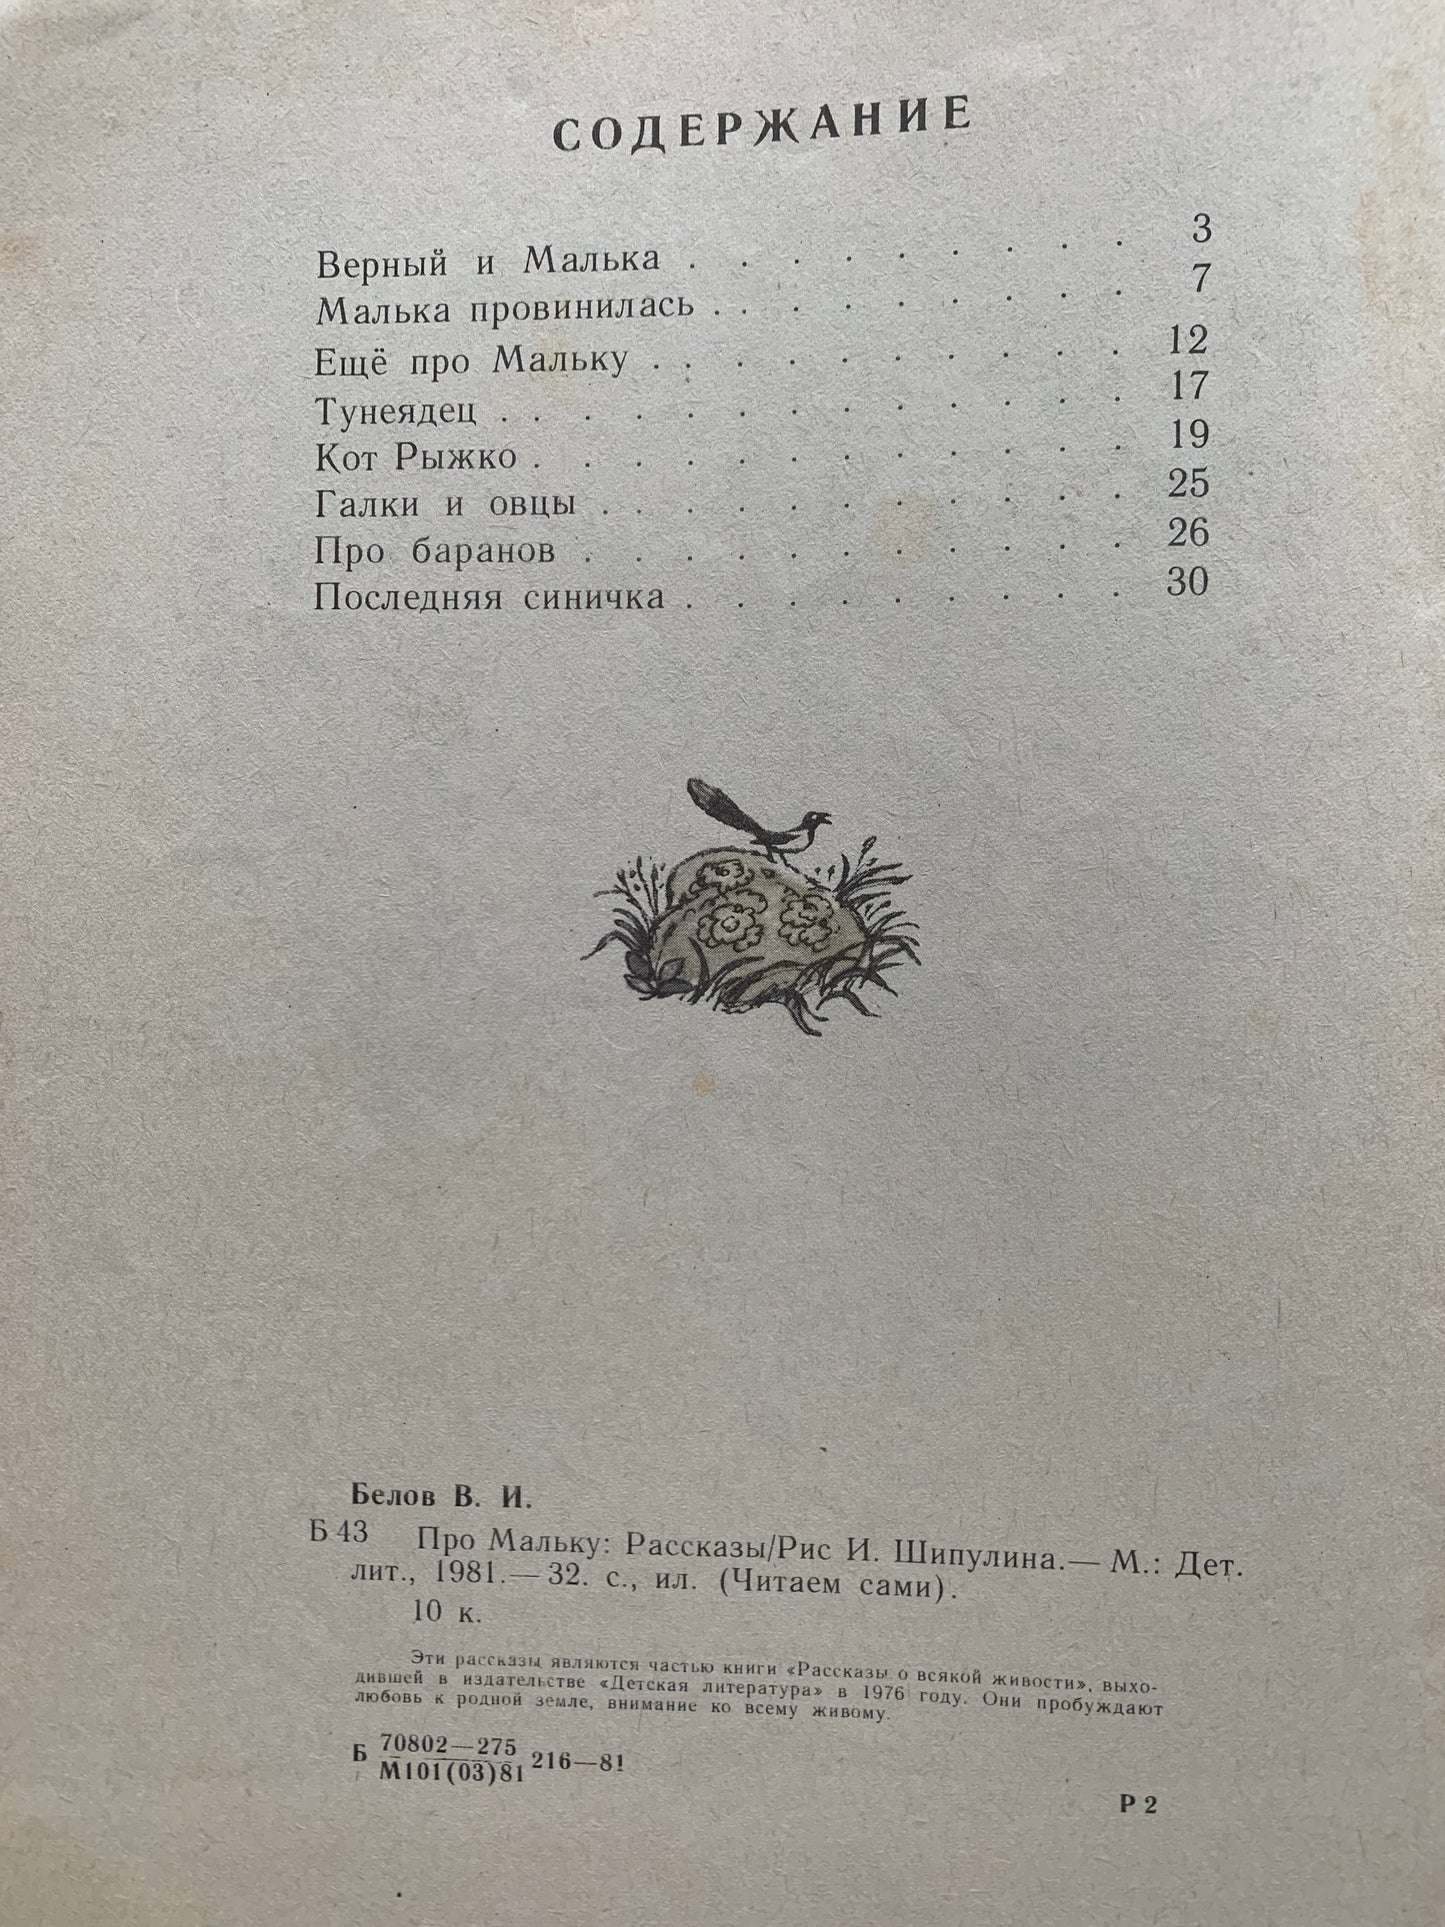 СОДЕРЖАНИЕ
Верный и Малька . . . . . . . . . 3
Малька провинилась . . . . . . . . . 7
Ещё про Мальку . . . . . . . . . . 12
Тунеядец . . . . . . . . . . . . . 17
Кот Рыжко . . . . . . . . . . . . 19
Галки и овцы . . . . . . . . . . . 25
Про баранов . . . . . . . . . . . 26
Последняя синичка . . . . . . . . . 30
Белов В. И.
Б 43 Про Мальку: Рассказы/Рис И. Шипулина.— М.: Дет.
лит., 1981.— 32. с., ил. (Читаем сами).
10 к.
Эти рассказы являются частью книги «Рассказы о всякой живости», выхо-
дившей в издательстве «Детская литература» в 1976 году. Они пробуждают
любовь к родной земле, внимание ко всему живому.
Б 70802—275 216—81
М101(03)81
Р 2